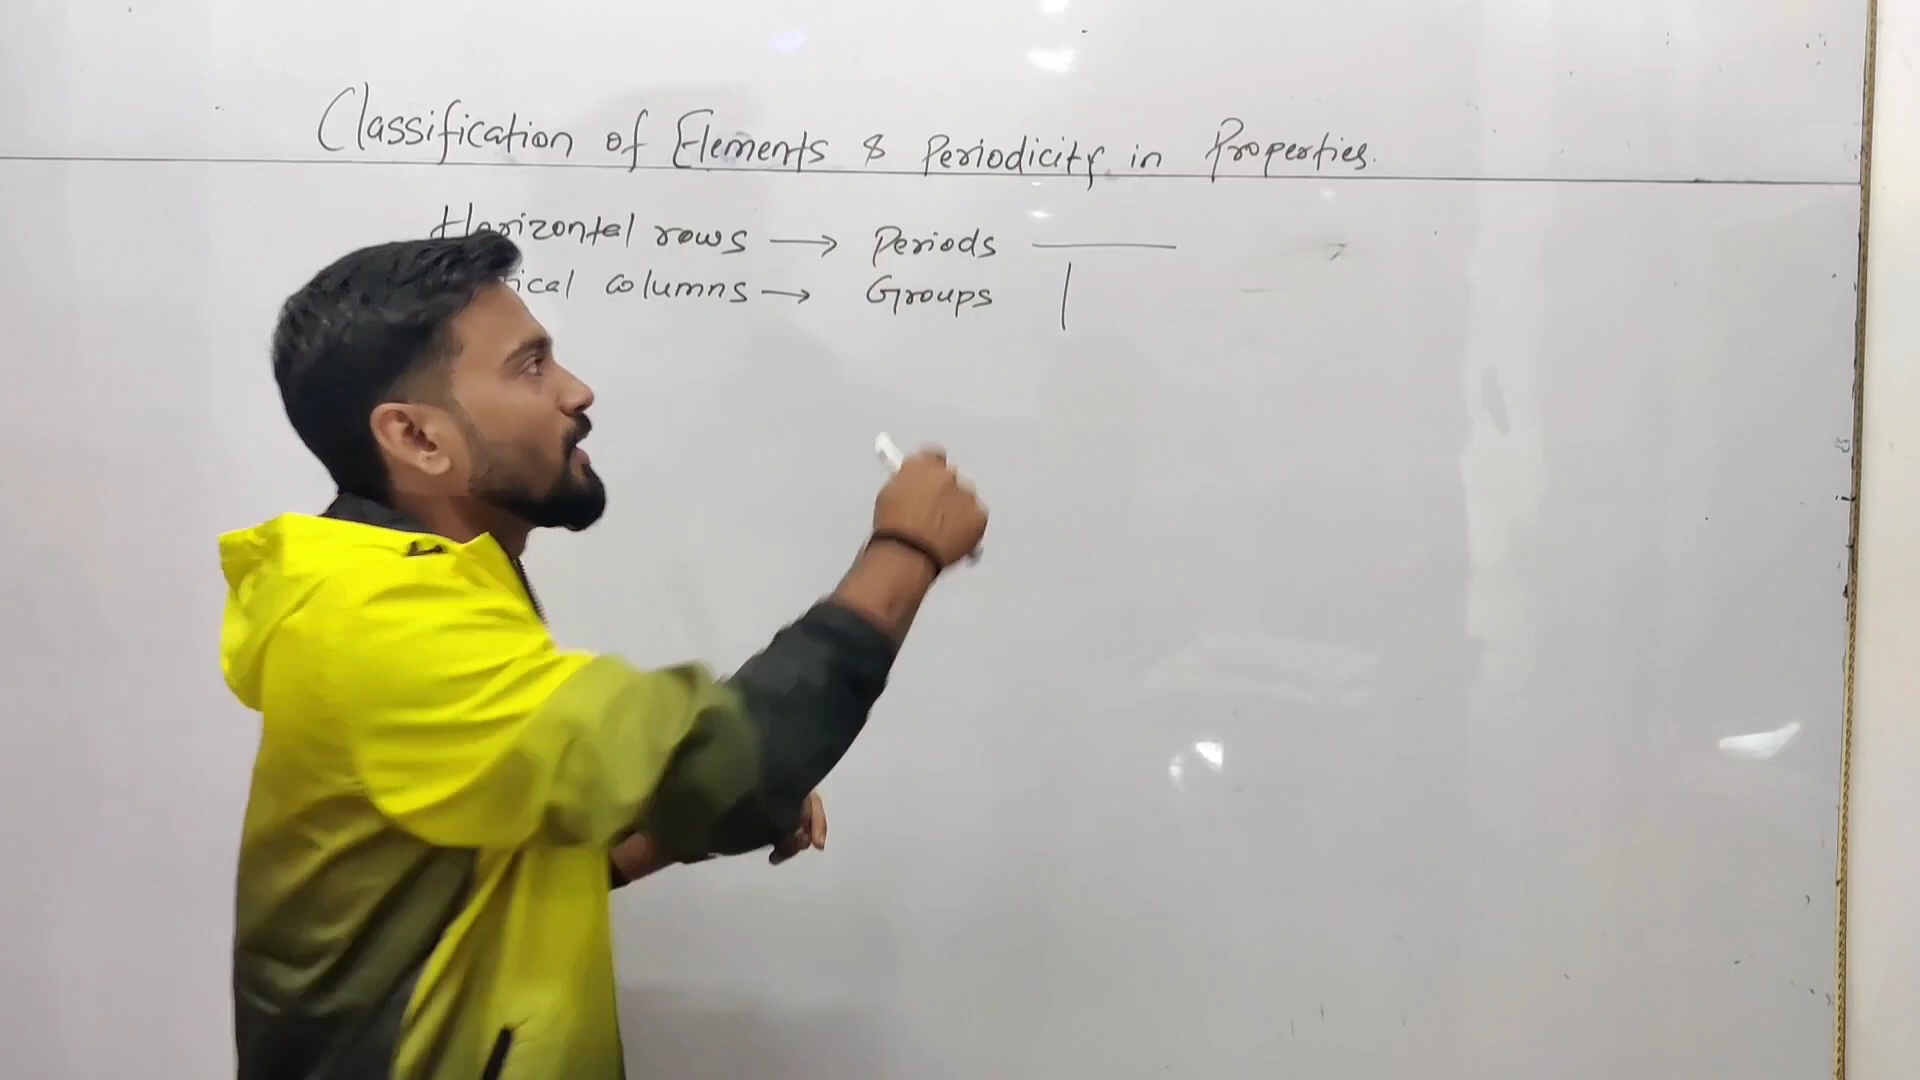 Classification of Elements & Periodicity in Properties.
Horizontal rows → Periods —
columns → Groups |